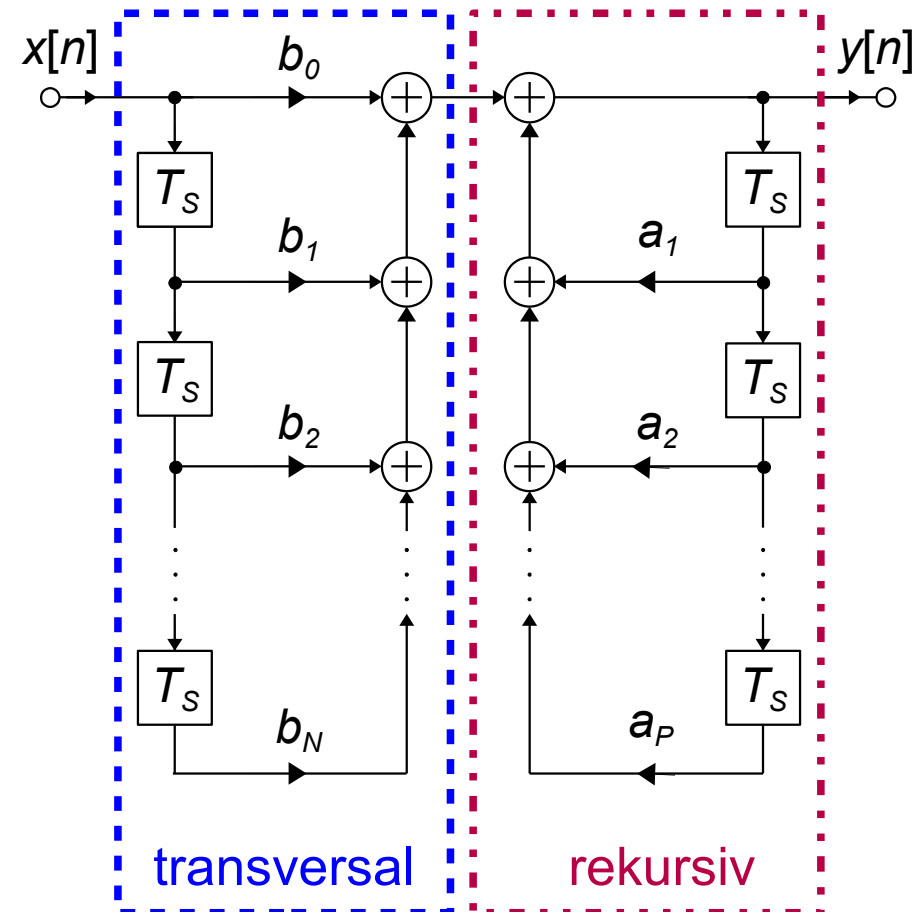 x[n] b0 y[n]
TS TS
b1 a1
TS TS
b2 a2
TS TS
bN aP
transversal rekursiv